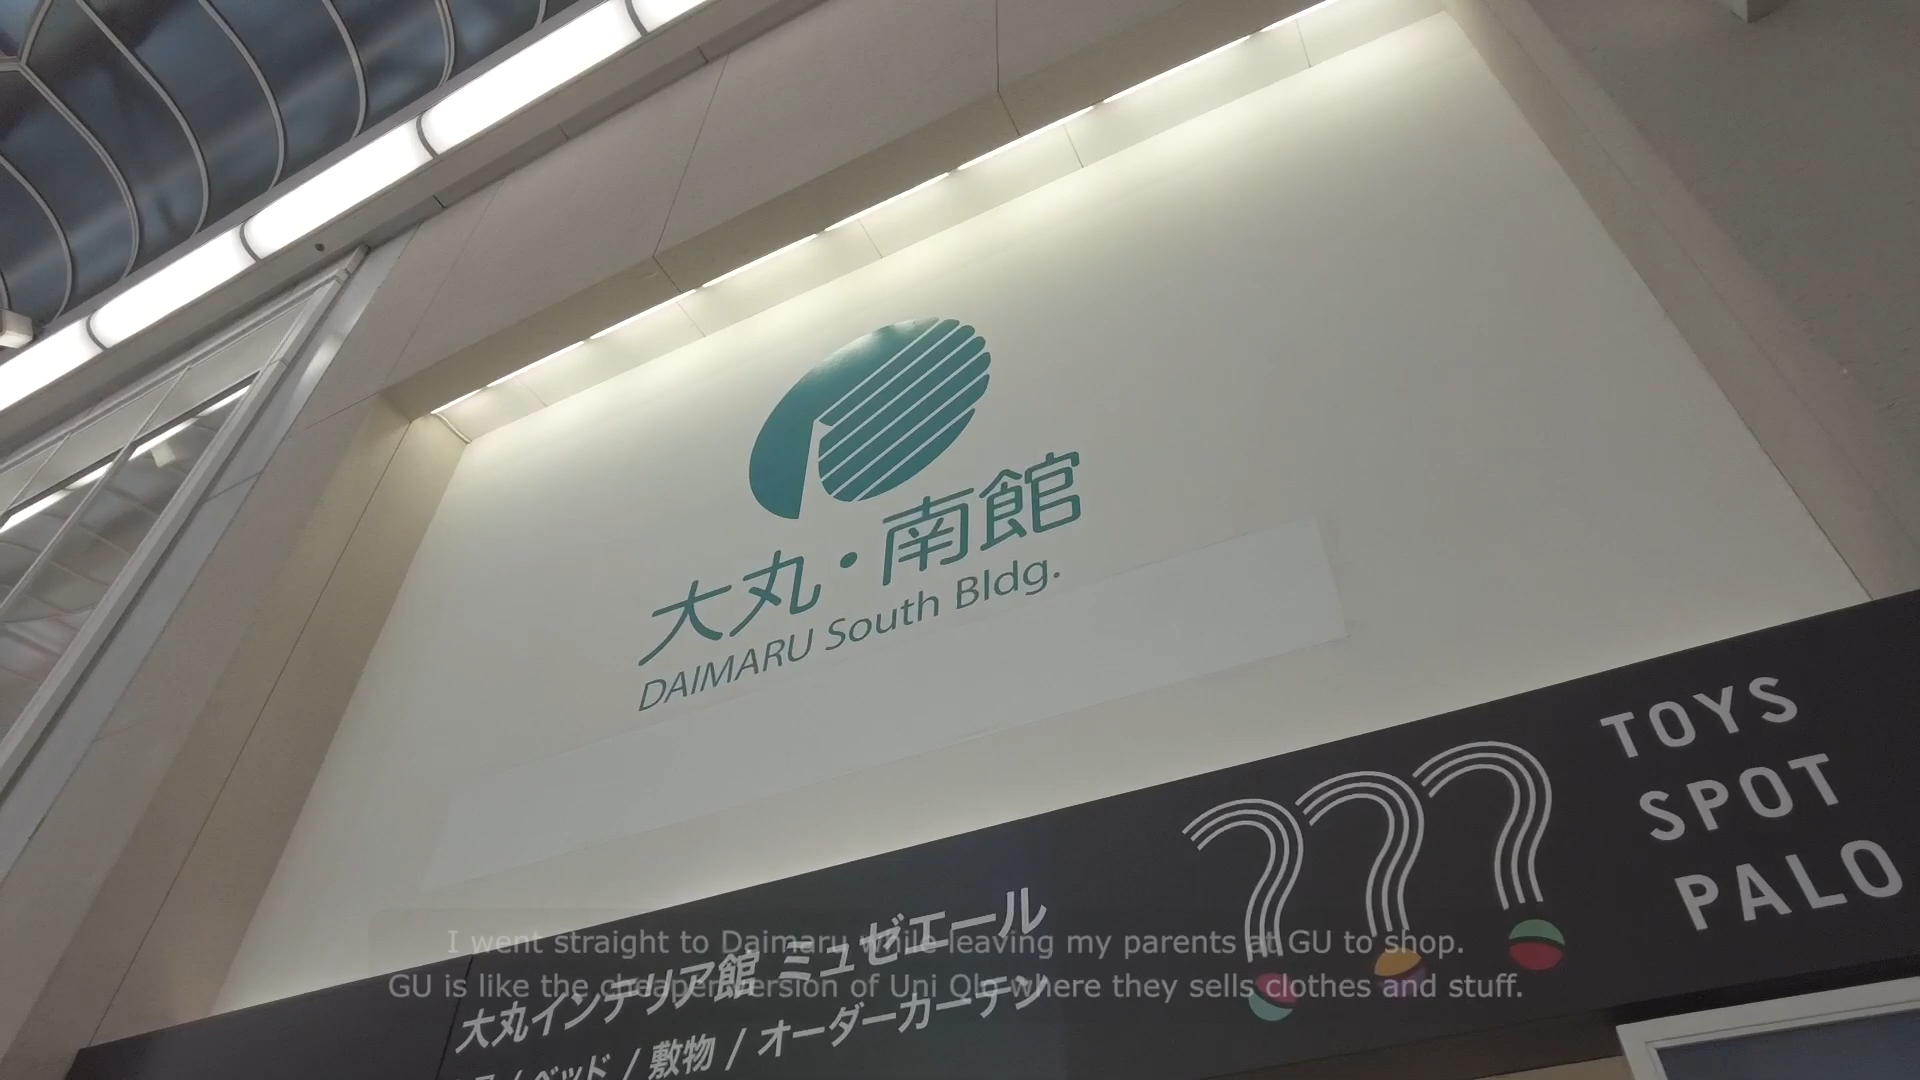 大丸・南館
DAIMARU South Bldg.
TOYS
SPOT
PALO
大丸インテリア館 ミュゼエール
ベッド / 敷物 / オーダーカーテン
I went straight to Daimaru while leaving my parents at GU to shop.
GU is like the cheaper version of Uni Qlo where they sells clothes and stuff.